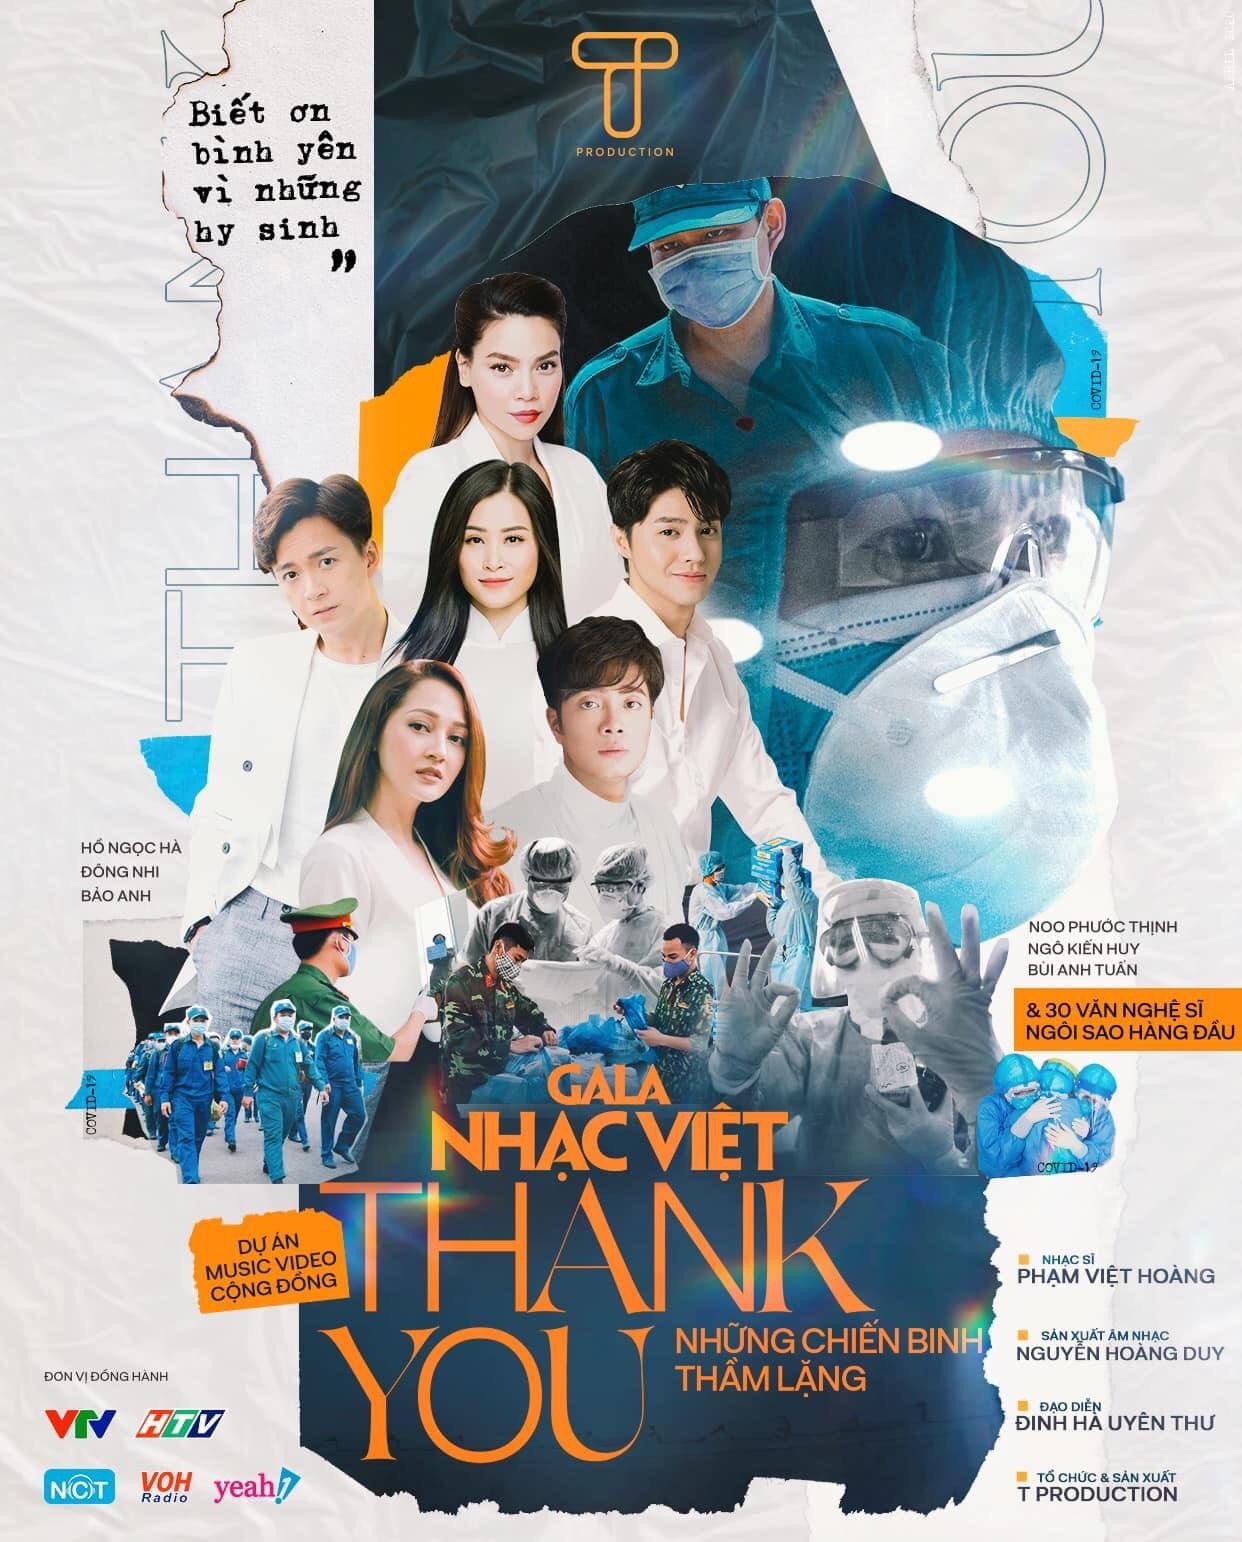 T
PRODUCTION
THANK
YOU
Biết ơn
bình yên
vì những
hy sinh
”
COVID-19
HỒ NGỌC HÀ
ĐÔNG NHI
BẢO ANH
NOO PHƯỚC THỊNH
NGÔ KIẾN HUY
BÙI ANH TUẤN
& 30 VĂN NGHỆ SĨ
NGÔI SAO HÀNG ĐẦU
COVID-19
COVID-19
GALA
NHẠC VIỆT
THANK
YOU
NHỮNG CHIẾN BINH
THẦM LẶNG
DỰ ÁN
MUSIC VIDEO
CỘNG ĐỒNG
NHẠC SĨ
PHẠM VIỆT HOÀNG
SẢN XUẤT ÂM NHẠC
NGUYỄN HOÀNG DUY
ĐẠO DIỄN
ĐINH HÀ UYÊN THƯ
TỔ CHỨC & SẢN XUẤT
T PRODUCTION
ĐƠN VỊ ĐỒNG HÀNH
VTV HTV
NCT VOH Radio yeah1